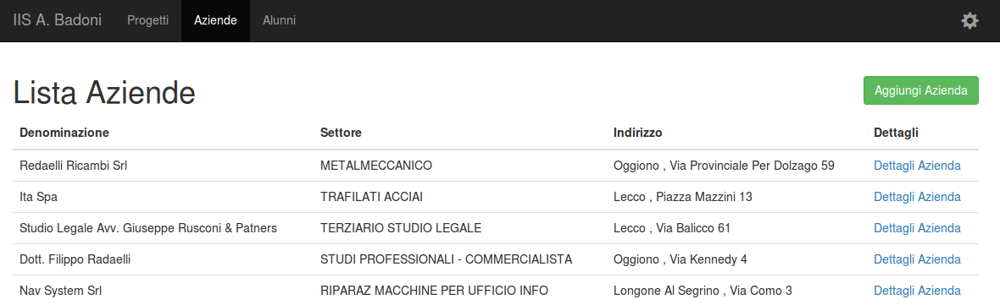 IIS A. Badoni Progetti Aziende Alunni
Lista Aziende Aggiungi Azienda
Denominazione Settore Indirizzo Dettagli
Redaelli Ricambi Srl METALMECCANICO Oggiono , Via Provinciale Per Dolzago 59 Dettagli Azienda
Ita Spa TRAFILATI ACCIAI Lecco , Piazza Mazzini 13 Dettagli Azienda
Studio Legale Avv. Giuseppe Rusconi & Patners TERZIARIO STUDIO LEGALE Lecco , Via Balicco 61 Dettagli Azienda
Dott. Filippo Radaelli STUDI PROFESSIONALI - COMMERCIALISTA Oggiono , Via Kennedy 4 Dettagli Azienda
Nav System Srl RIPARAZ MACCHINE PER UFFICIO INFO Longone Al Segrino , Via Como 3 Dettagli Azienda